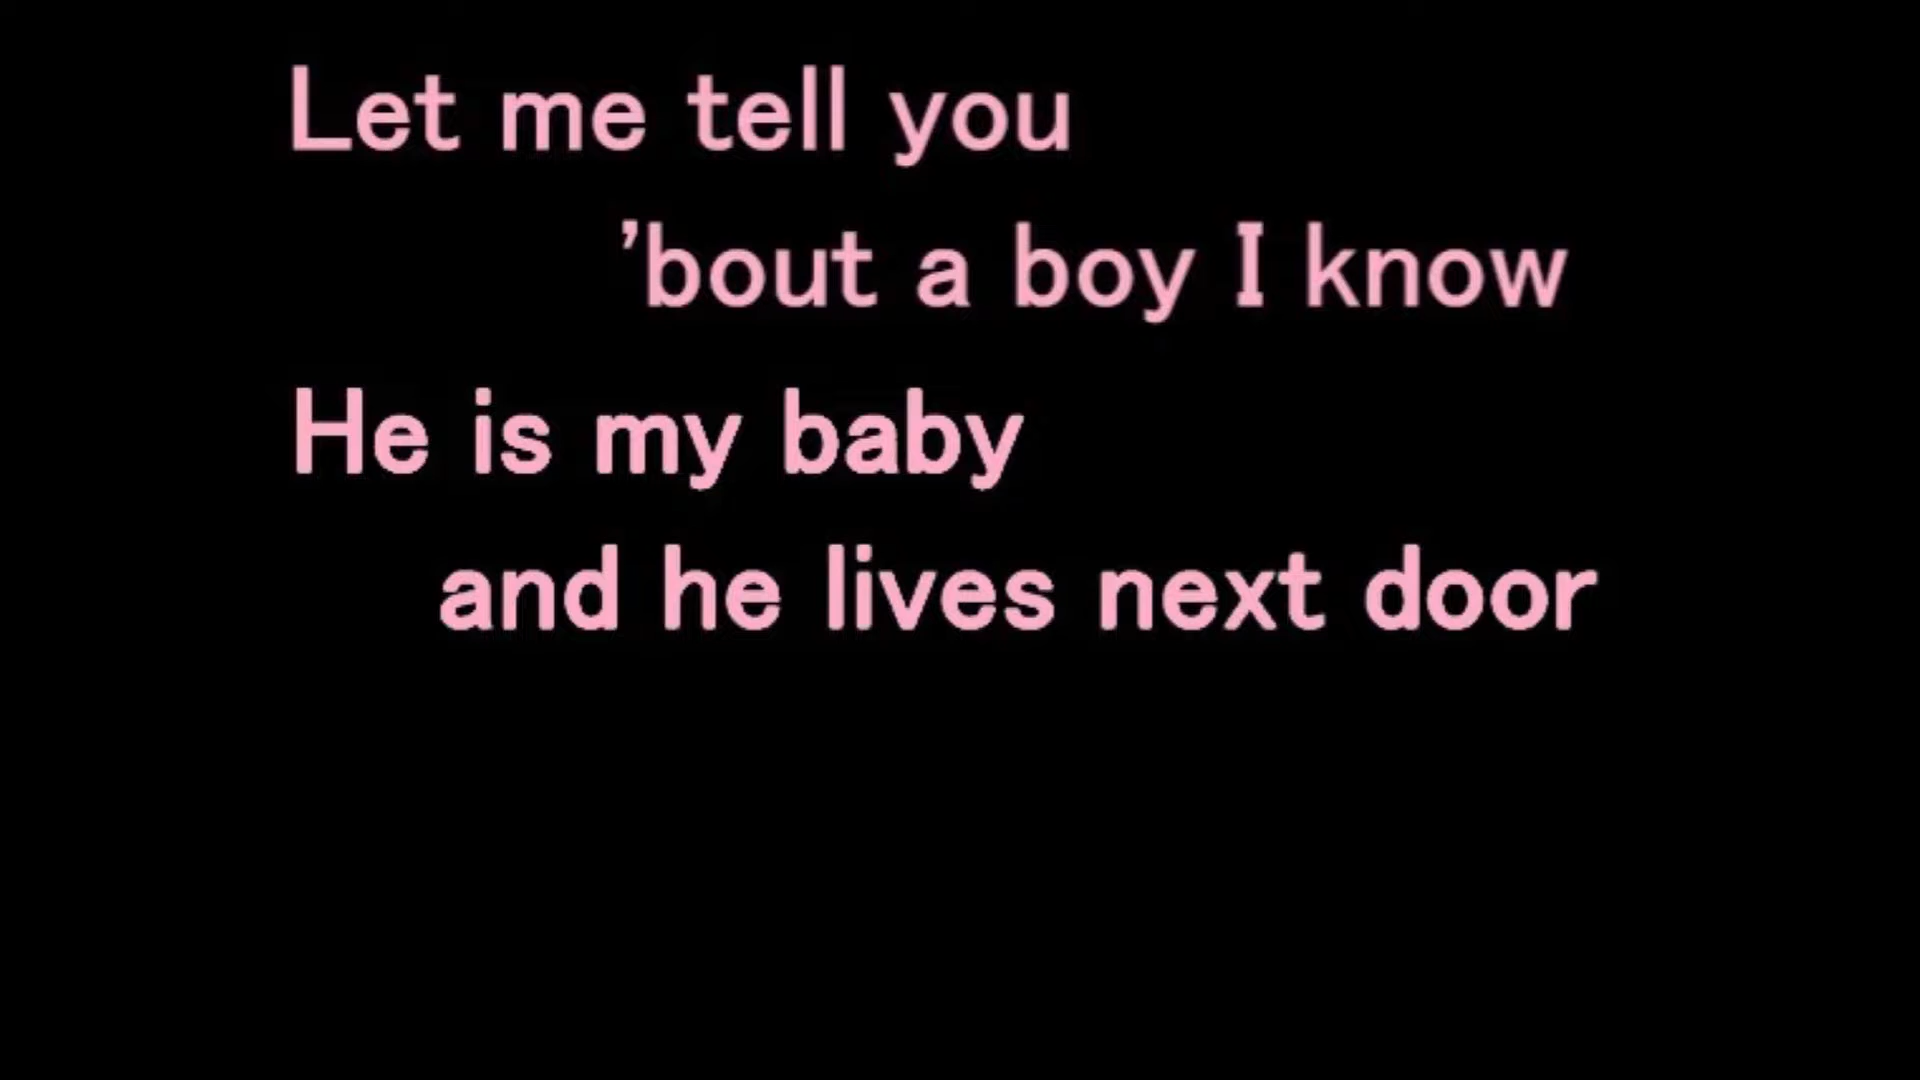 Let me tell you
’bout a boy I know
He is my baby
and he lives next door